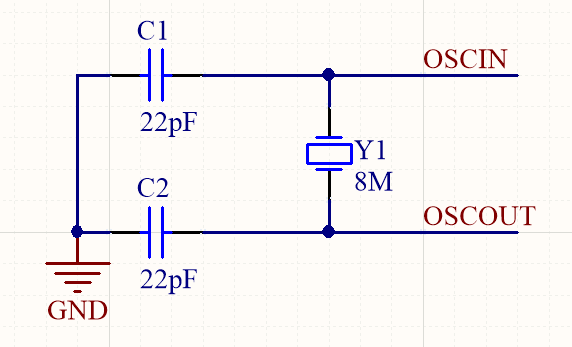 C1
OSCIN
22pF
Y1
8M
C2
OSCOUT
22pF
GND